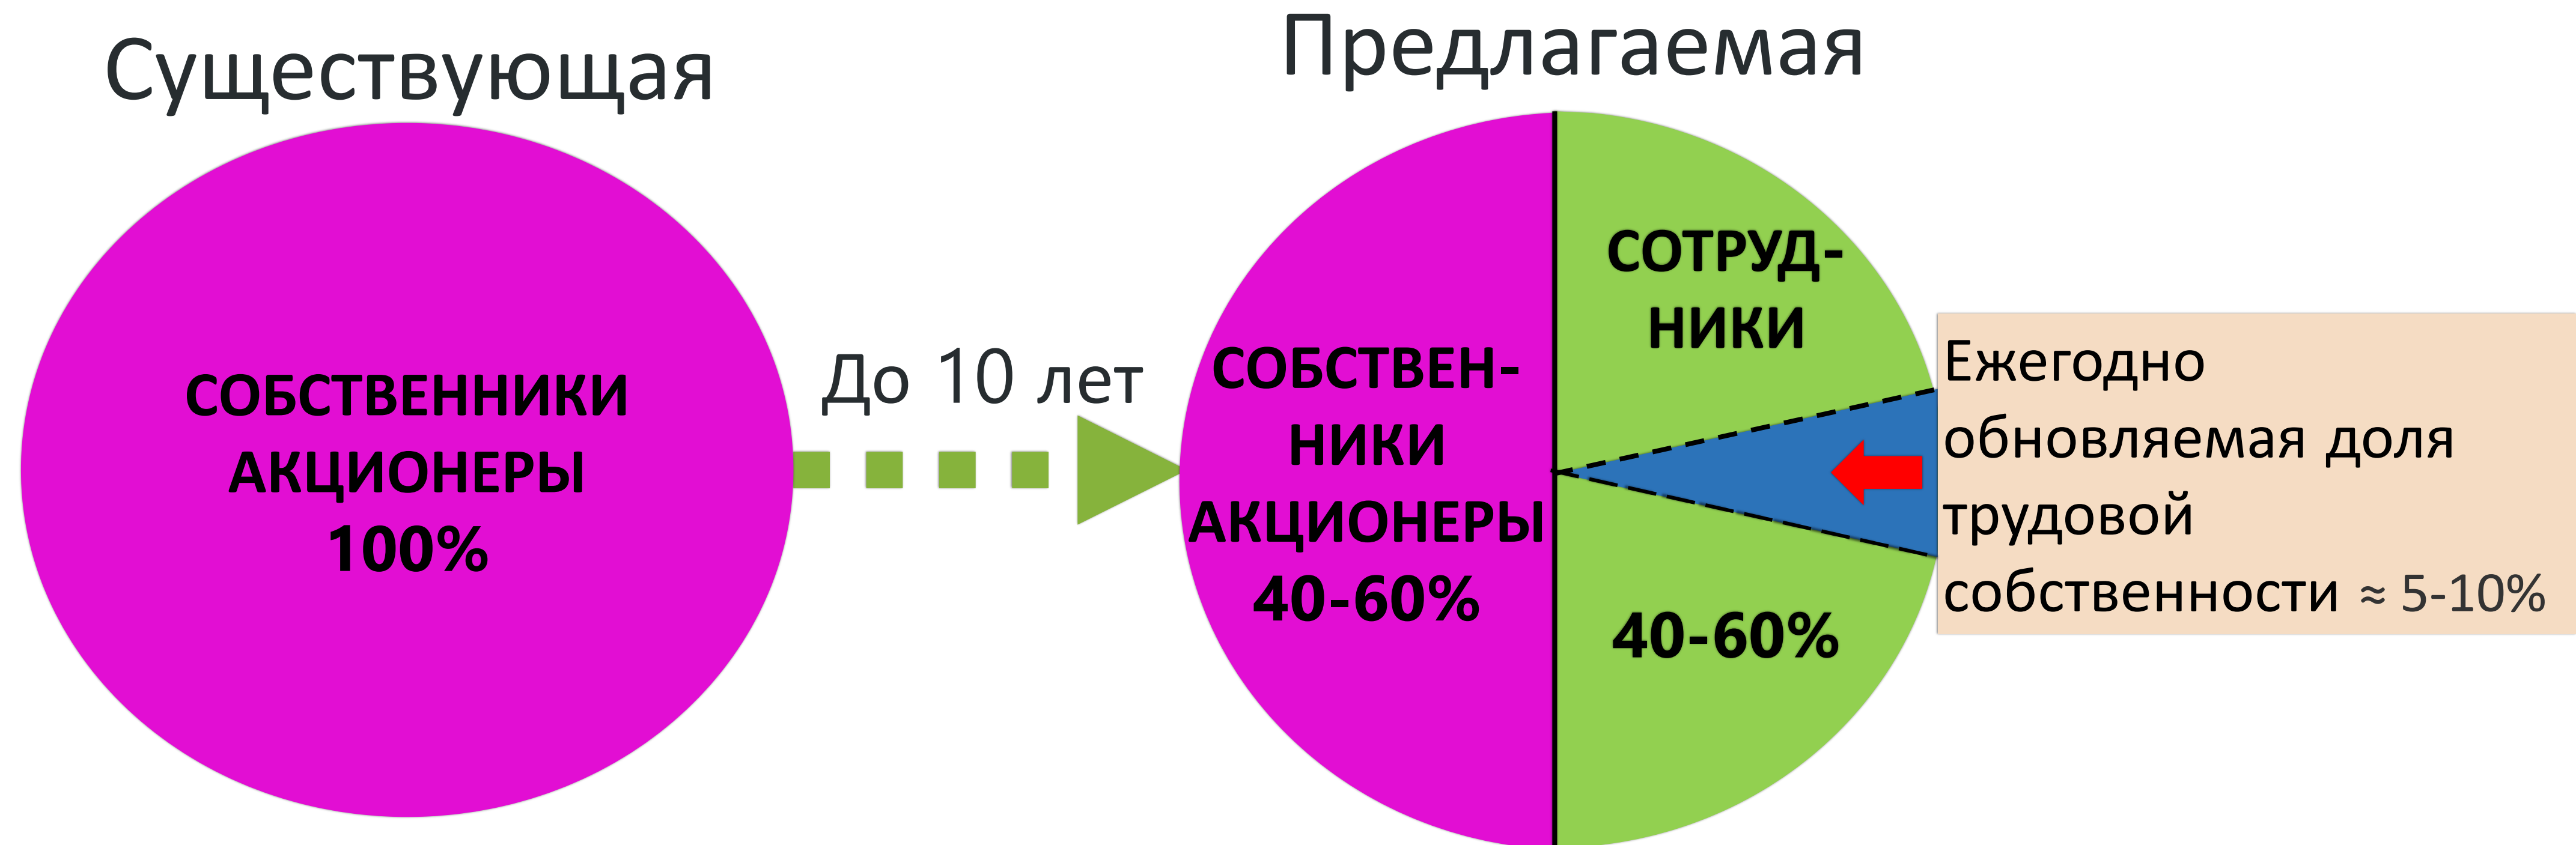 Существующая
СОБСТВЕННИКИ
АКЦИОНЕРЫ
100%
До 10 лет
Предлагаемая
СОБСТВЕН-
НИКИ
АКЦИОНЕРЫ
40-60%
СОТРУД-
НИКИ
40-60%
Ежегодно
обновляемая доля
трудовой
собственности ≈ 5-10%